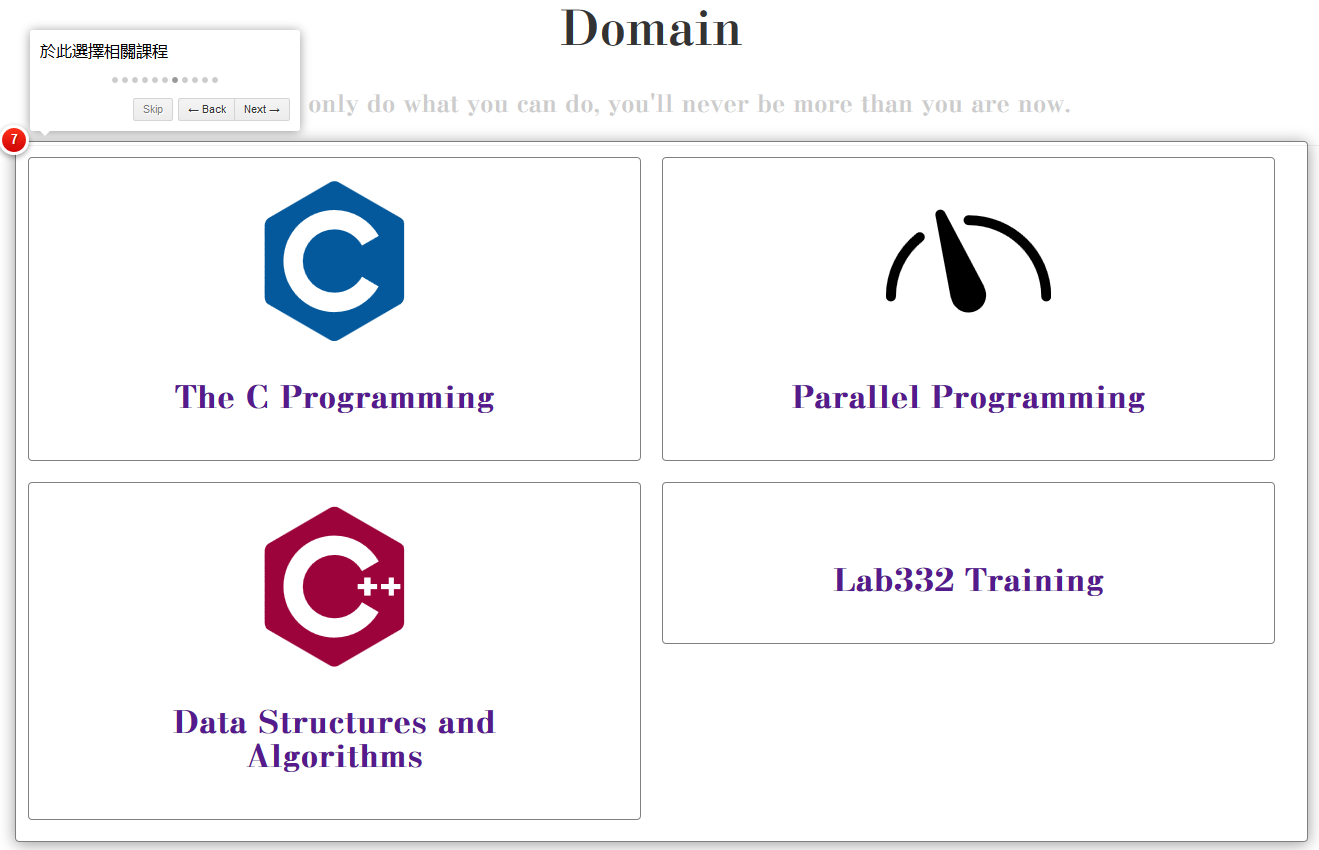 Domain
於此選擇相關課程
Skip
← Back
Next →
only do what you can do, you'll never be more than you are now.
7
C
The C Programming
Parallel Programming
C++
Data Structures and
Algorithms
Lab332 Training